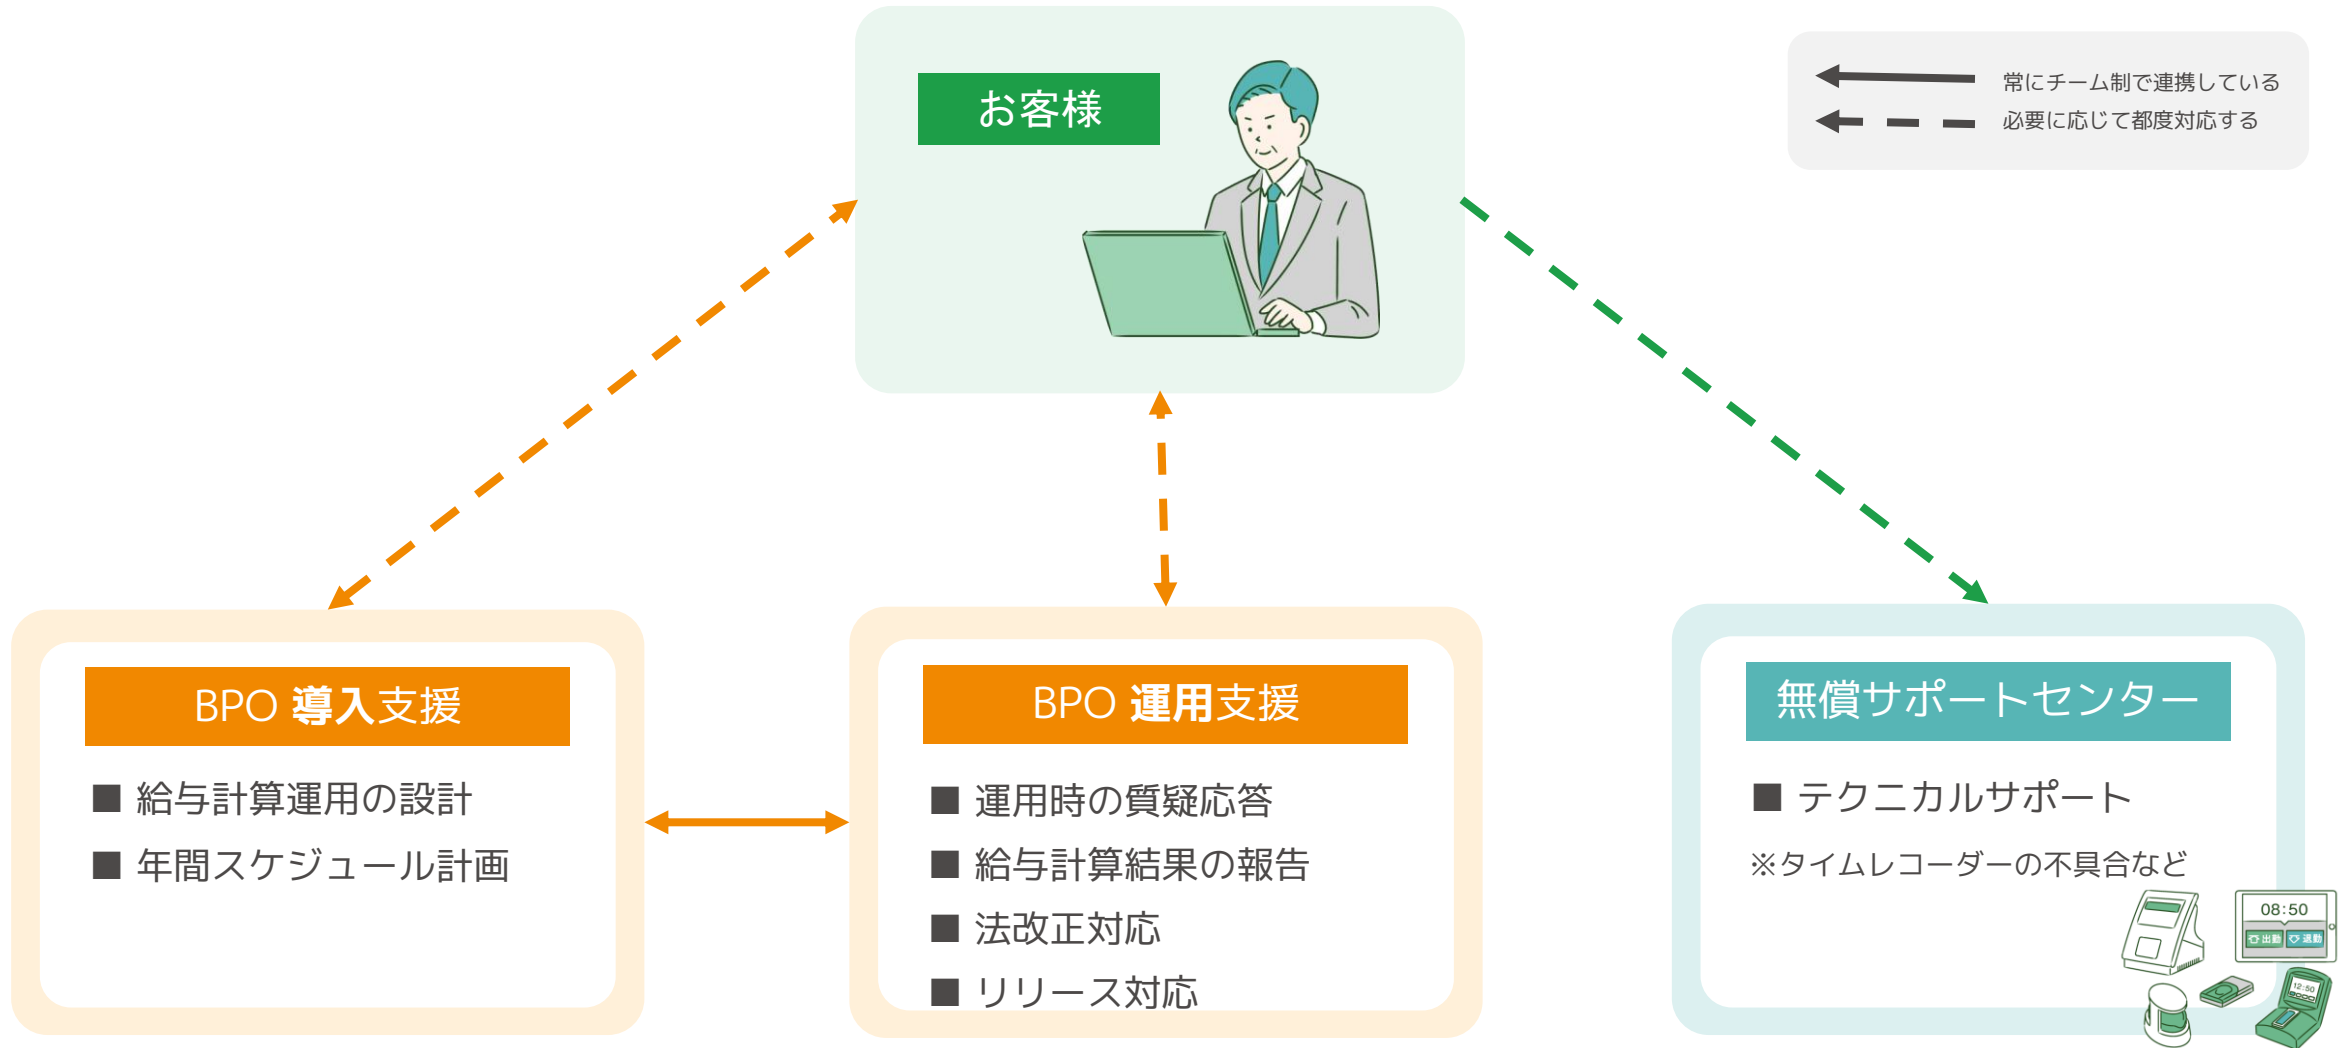 お客様
常にチーム制で連携している
必要に応じて都度対応する
BPO 導入支援
■ 給与計算運用の設計
■ 年間スケジュール計画
BPO 運用支援
■ 運用時の質疑応答
■ 給与計算結果の報告
■ 法改正対応
■ リリース対応
無償サポートセンター
■ テクニカルサポート
※タイムレコーダーの不具合など
08:50
出勤 退勤
12:50